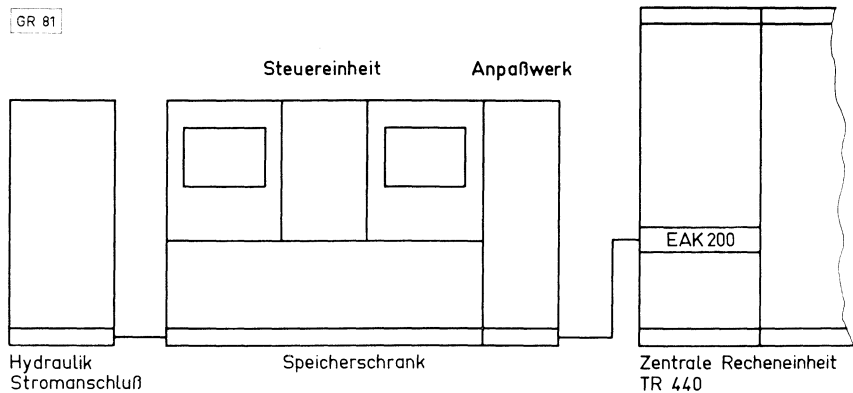 GR 81
Steuereinheit
Anpaßwerk
EAK 200
Hydraulik
Stromanschluß
Speicherschrank
Zentrale Recheneinheit
TR 440